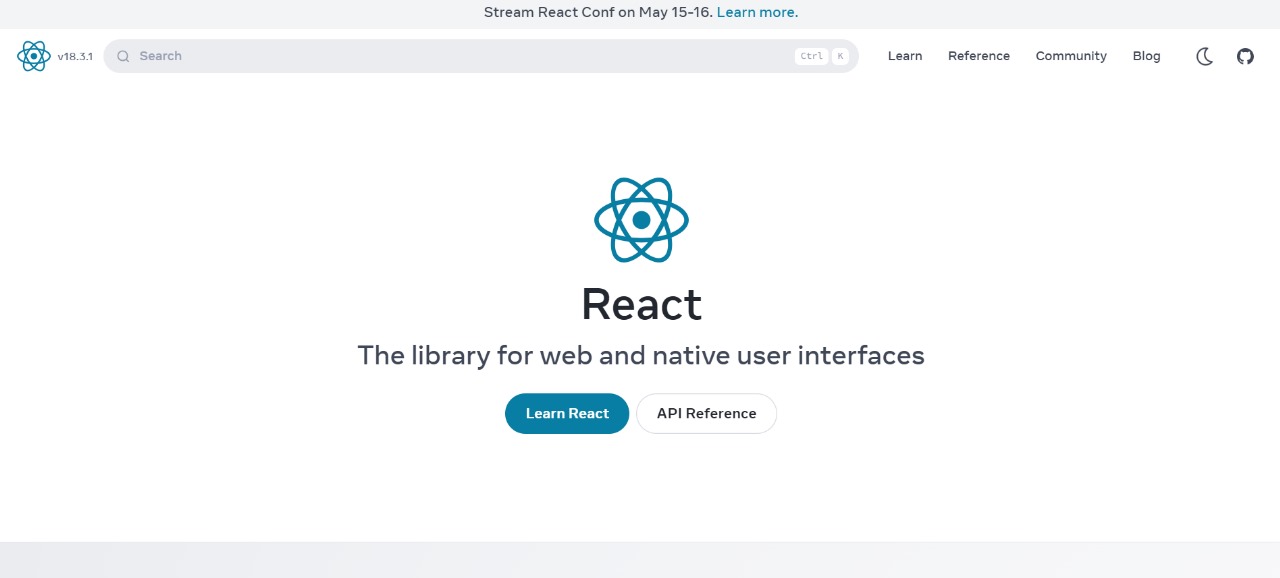 Stream React Conf on May 15-16. Learn more.
v18.3.1 Search Ctrl K Learn Reference Community Blog
React
The library for web and native user interfaces
Learn React API Reference